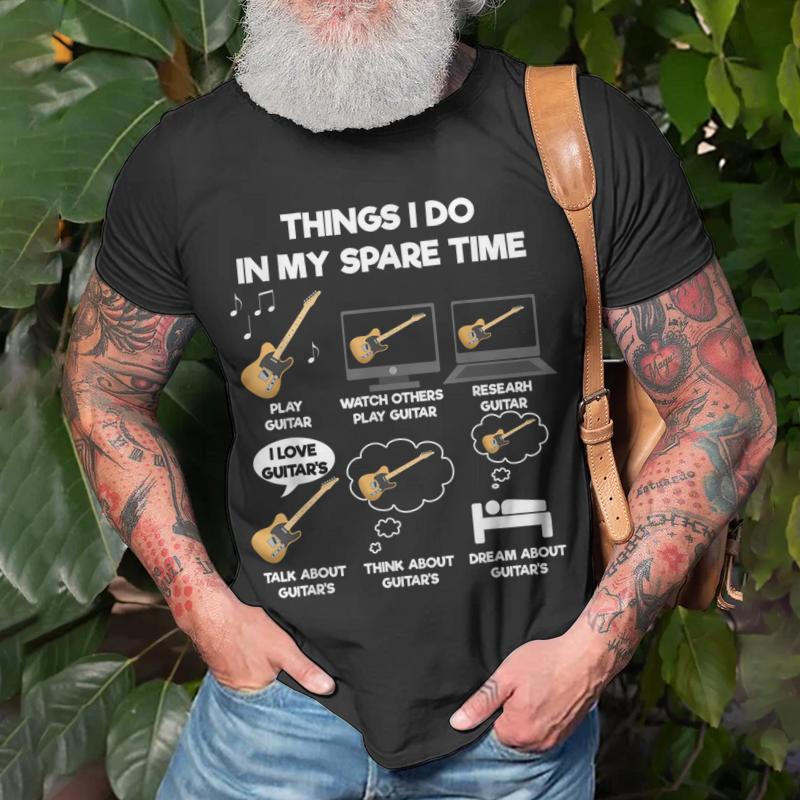 THINGS I DO
IN MY SPARE TIME
PLAY
GUITAR
WATCH OTHERS
PLAY GUITAR
RESEARH
GUITAR
I LOVE
GUITAR'S
TALK ABOUT
GUITAR'S
THINK ABOUT
GUITAR'S
DREAM ABOUT
GUITAR'S
Estuardo